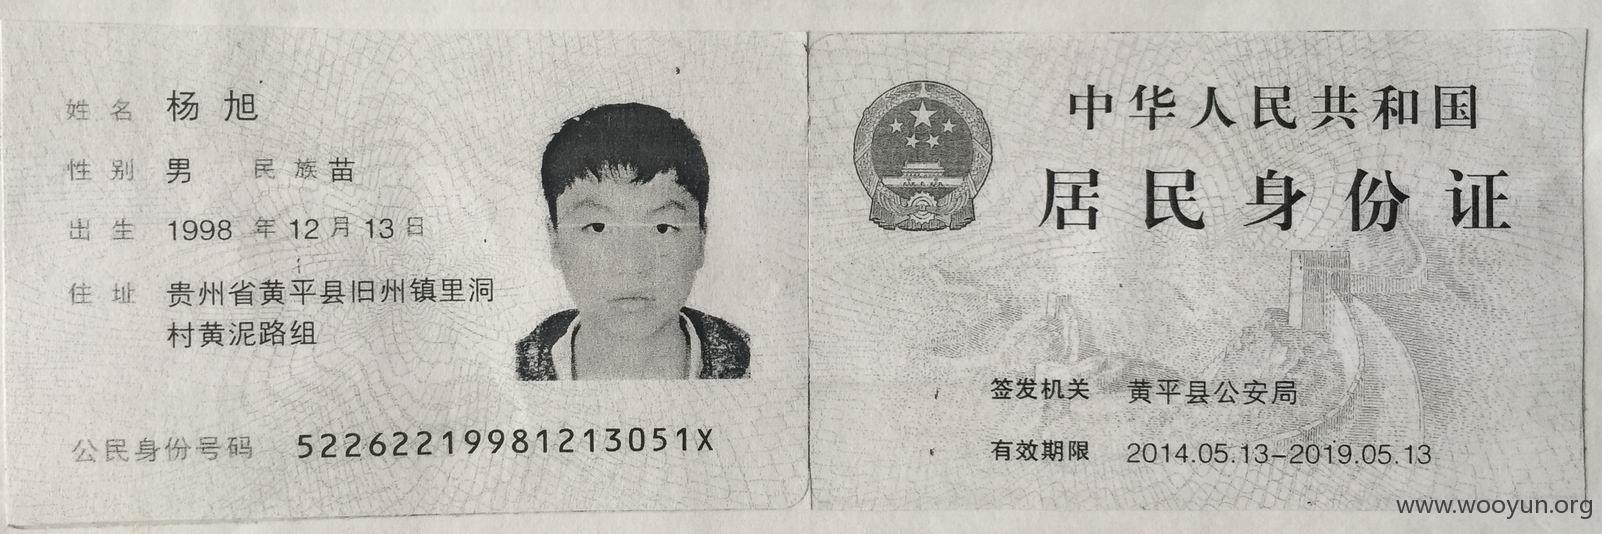 姓名 杨旭
性别 男 民族 苗
出生 1998 年 12 月 13 日
住址 贵州省黄平县旧州镇里洞
村黄泥路组
公民身份号码 52262219981213051X
中华人民共和国
居民身份证
签发机关 黄平县公安局
有效期限 2014.05.13-2019.05.13
www.wooyun.org